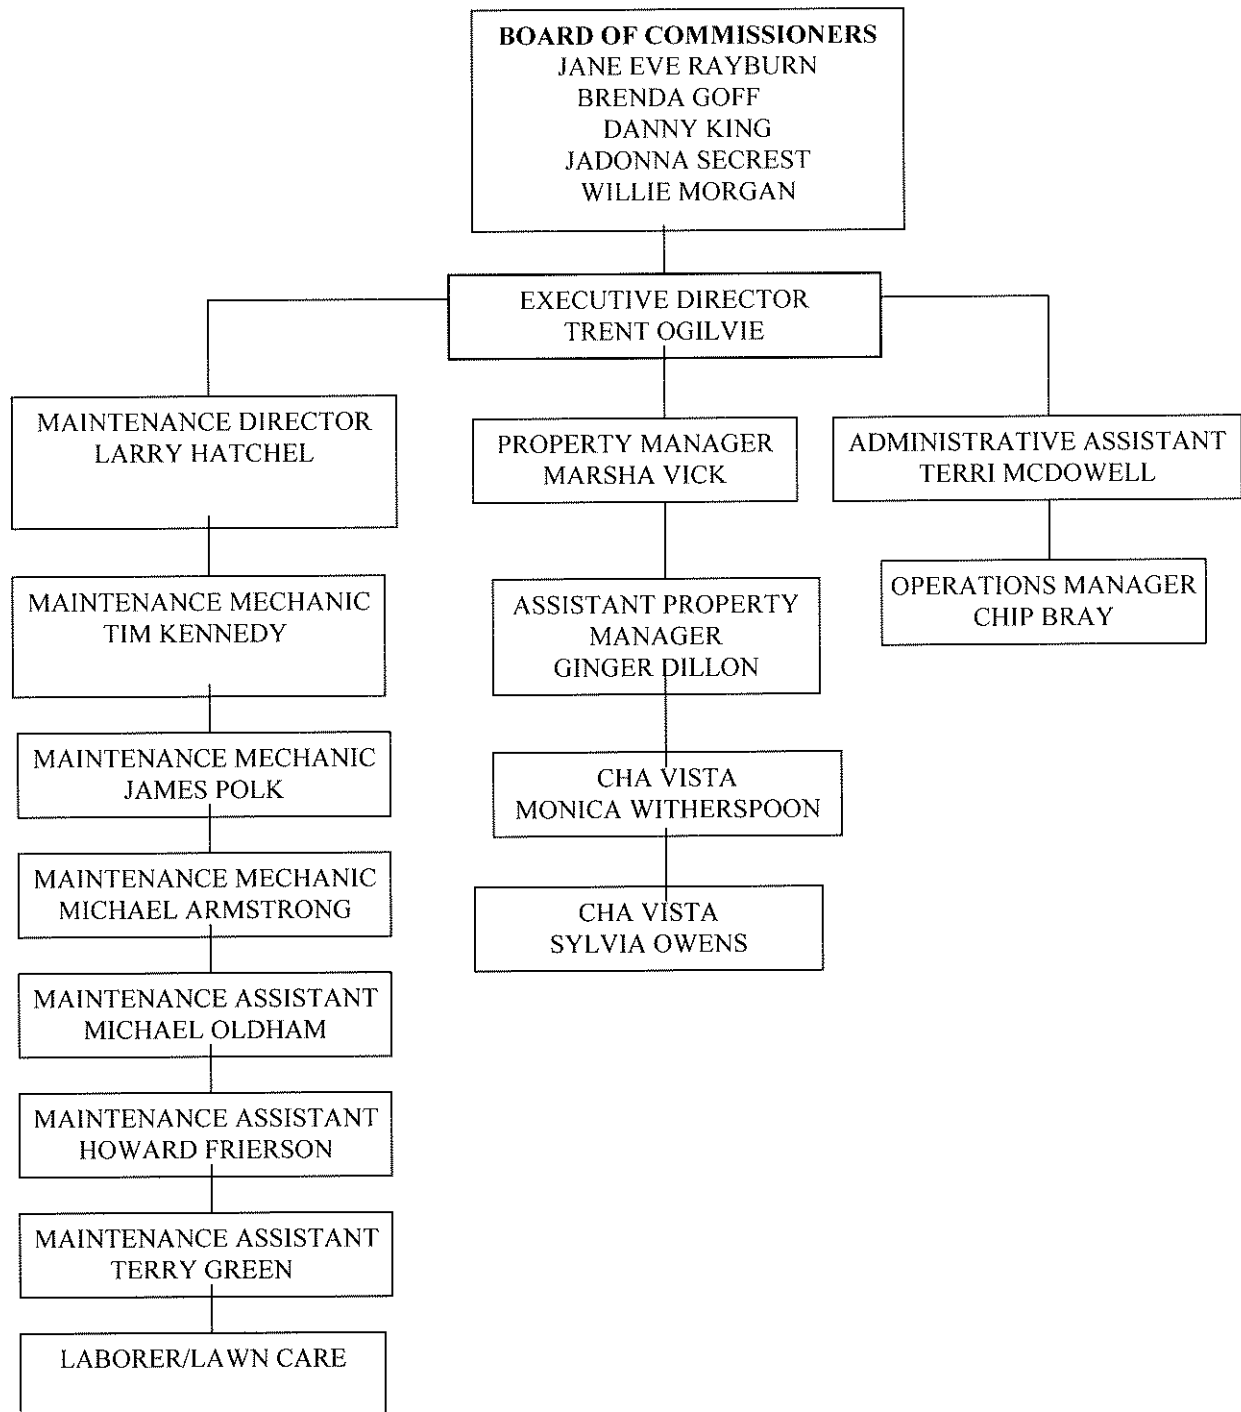 BOARD OF COMMISSIONERS
JANE EVE RAYBURN
BRENDA GOFF
DANNY KING
JADONNA SECREST
WILLIE MORGAN
EXECUTIVE DIRECTOR
TRENT OGILVIE
MAINTENANCE DIRECTOR
LARRY HATCHEL
MAINTENANCE MECHANIC
TIM KENNEDY
MAINTENANCE MECHANIC
JAMES POLK
MAINTENANCE MECHANIC
MICHAEL ARMSTRONG
MAINTENANCE ASSISTANT
MICHAEL OLDHAM
MAINTENANCE ASSISTANT
HOWARD FRIERSON
MAINTENANCE ASSISTANT
TERRY GREEN
LABORER/LAWN CARE
PROPERTY MANAGER
MARSHA VICK
ASSISTANT PROPERTY
MANAGER
GINGER DILLON
CHA VISTA
MONICA WITHERSPOON
CHA VISTA
SYLVIA OWENS
ADMINISTRATIVE ASSISTANT
TERRI MCDOWELL
OPERATIONS MANAGER
CHIP BRAY